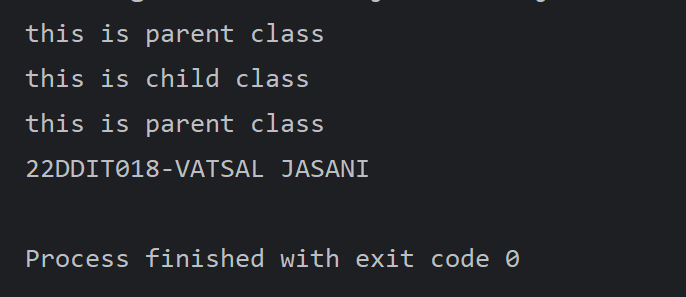 this is parent class
this is child class
this is parent class
22DDIT018-VATSAL JASANI
Process finished with exit code 0